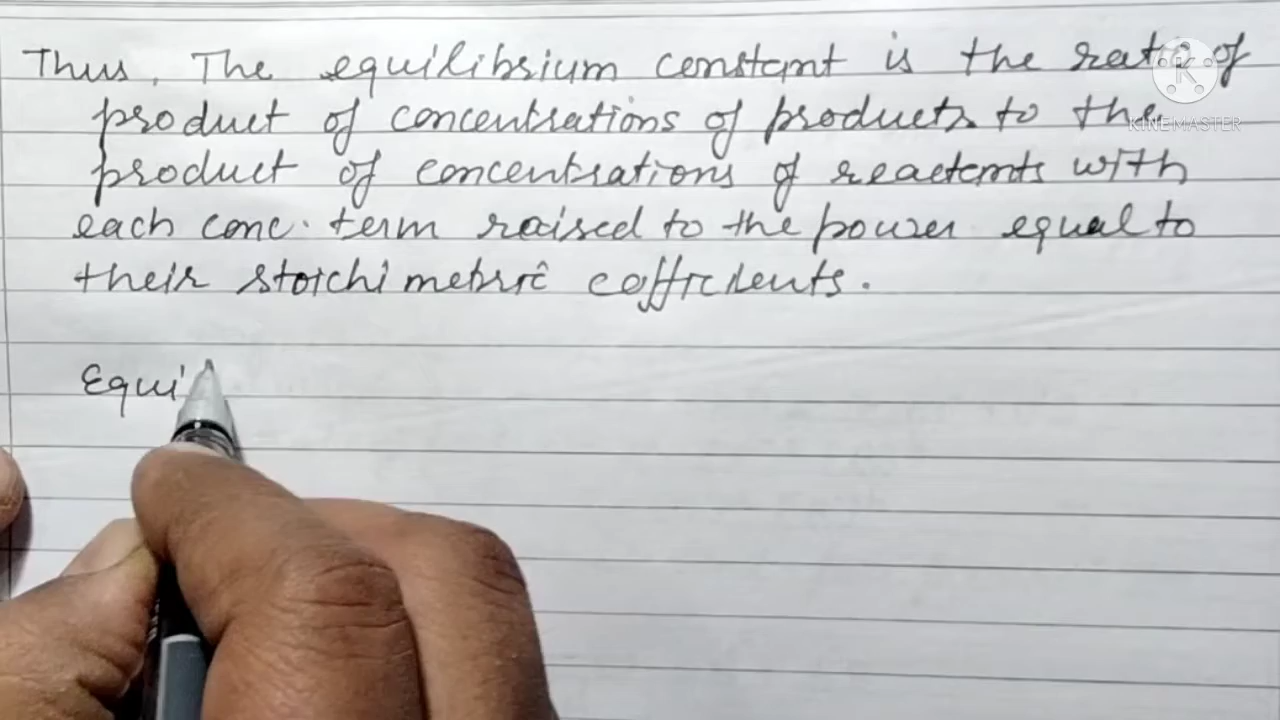 Thus, The equilibrium constant is the ratio of
product of concentrations of products to the
product of concentrations of reactants with
each conc. term raised to the power equal to
their stoichimetric cofficients.
Equi
K
KINEMASTER